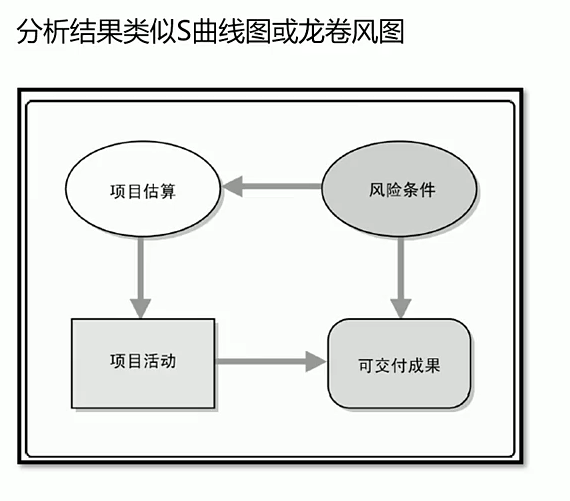 分析结果类似S曲线图或龙卷风图
项目估算
风险条件
项目活动
可交付成果